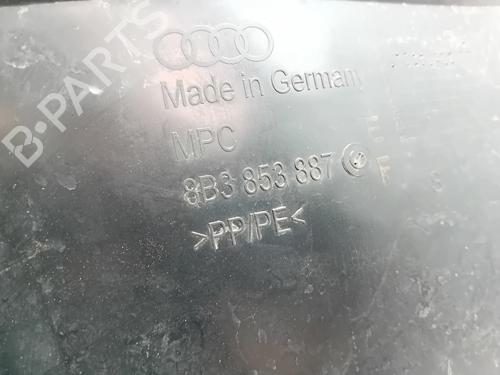 Made in Germany
MPC
8B3 853 887
>PP/PE<
B-PARTS